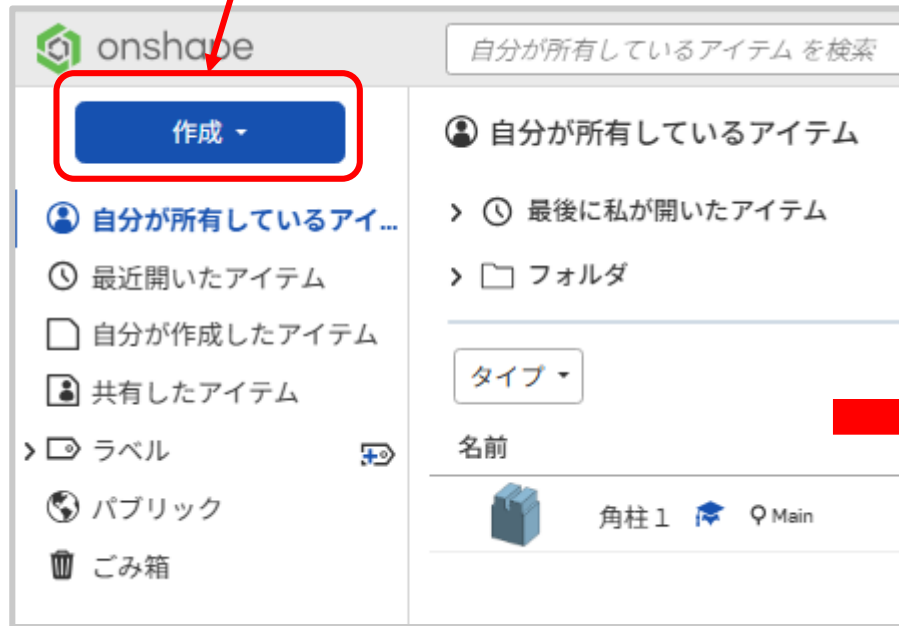 onshape
自分が所有しているアイテム を検索
作成
自分が所有しているアイ...
最近開いたアイテム
自分が作成したアイテム
共有したアイテム
ラベル
パブリック
ごみ箱
自分が所有しているアイテム
最後に私が開いたアイテム
フォルダ
タイプ
名前
角柱１ Main